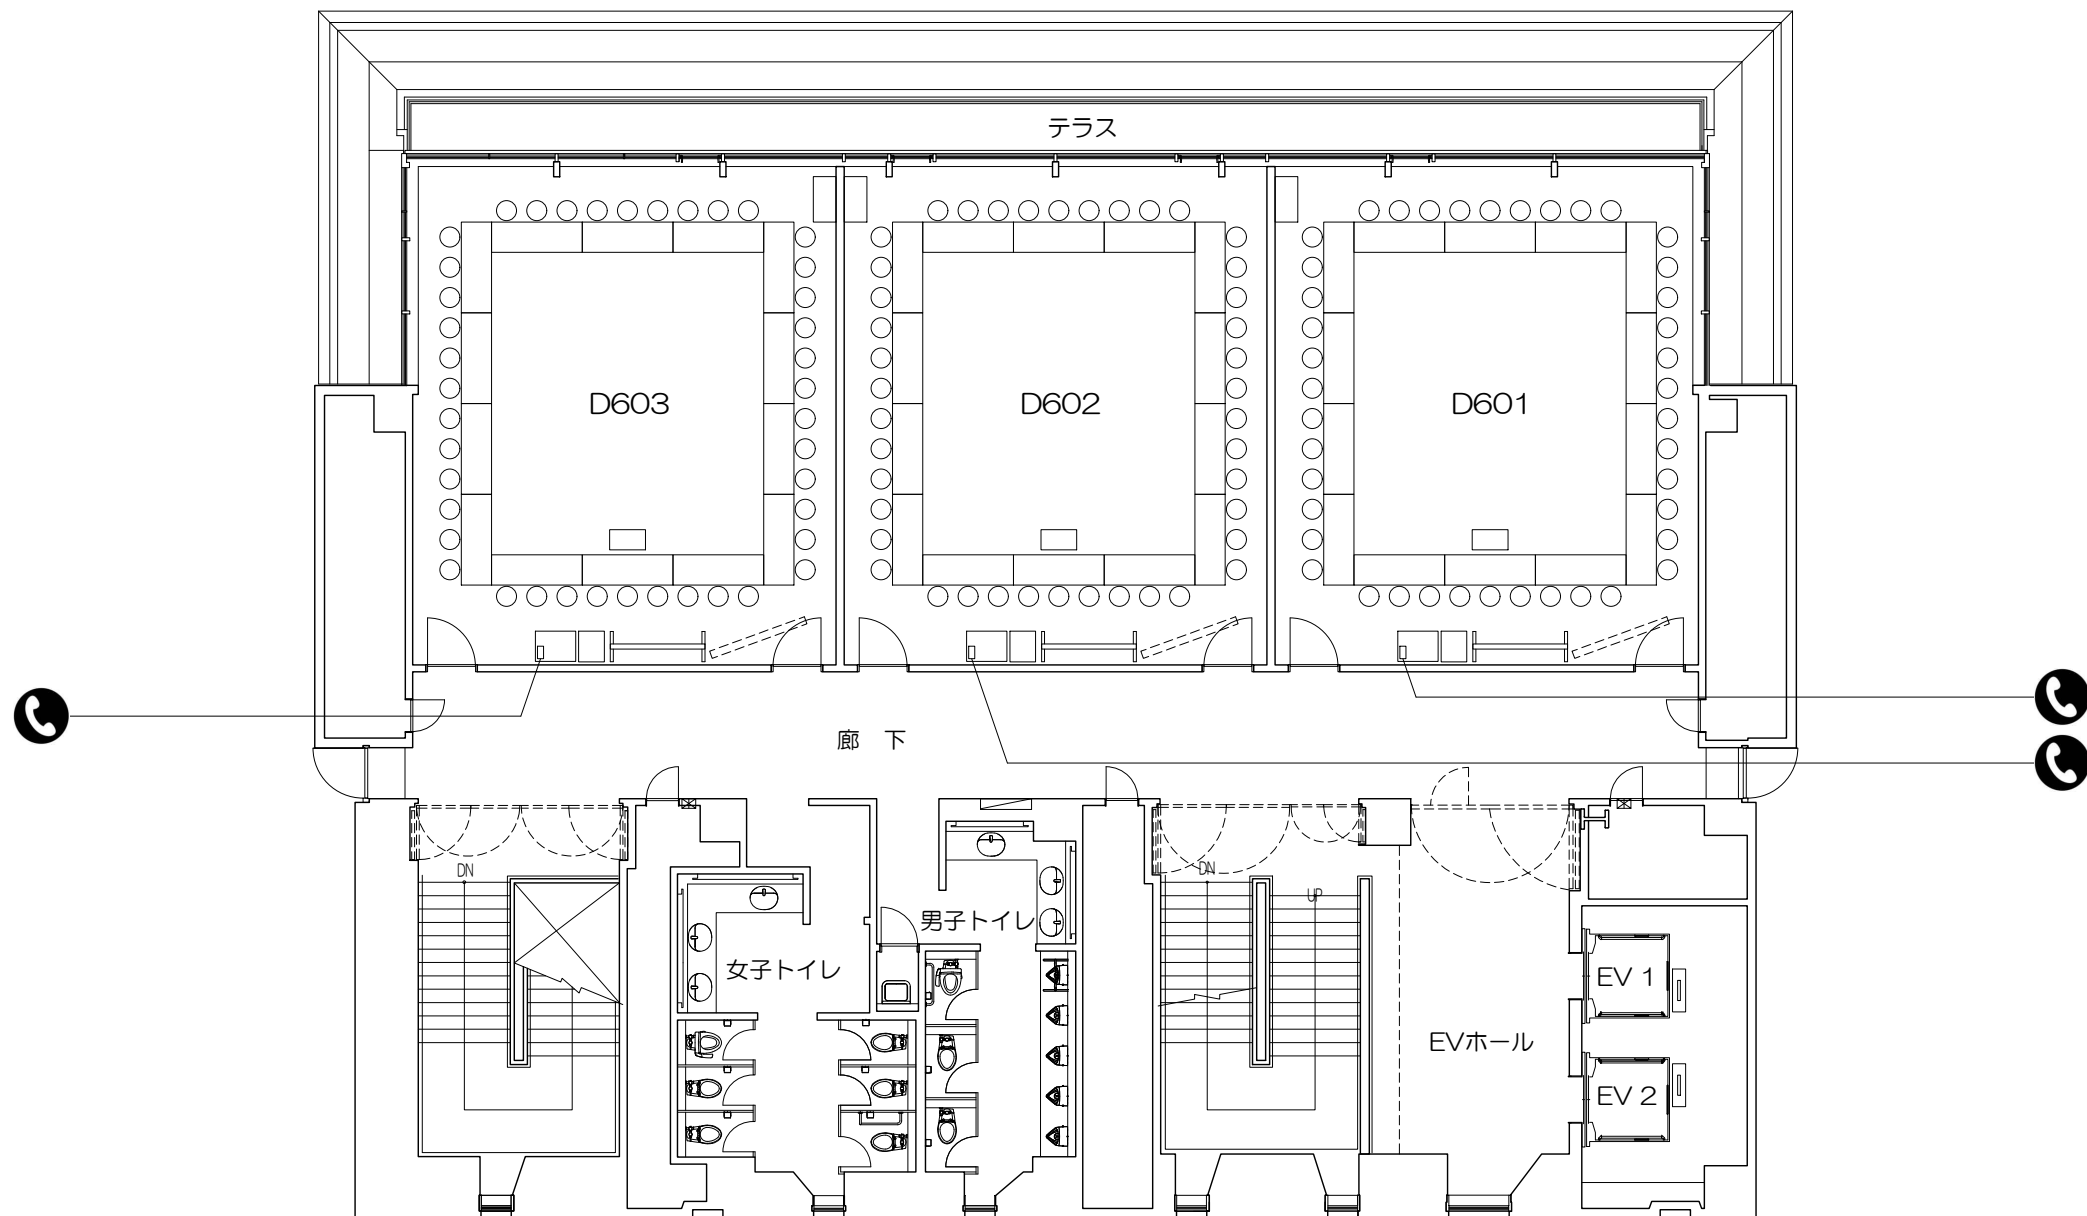 テラス
D603
D602
D601
廊 下
DN
DN
UP
男子トイレ
女子トイレ
EV 1
EVホール
EV 2